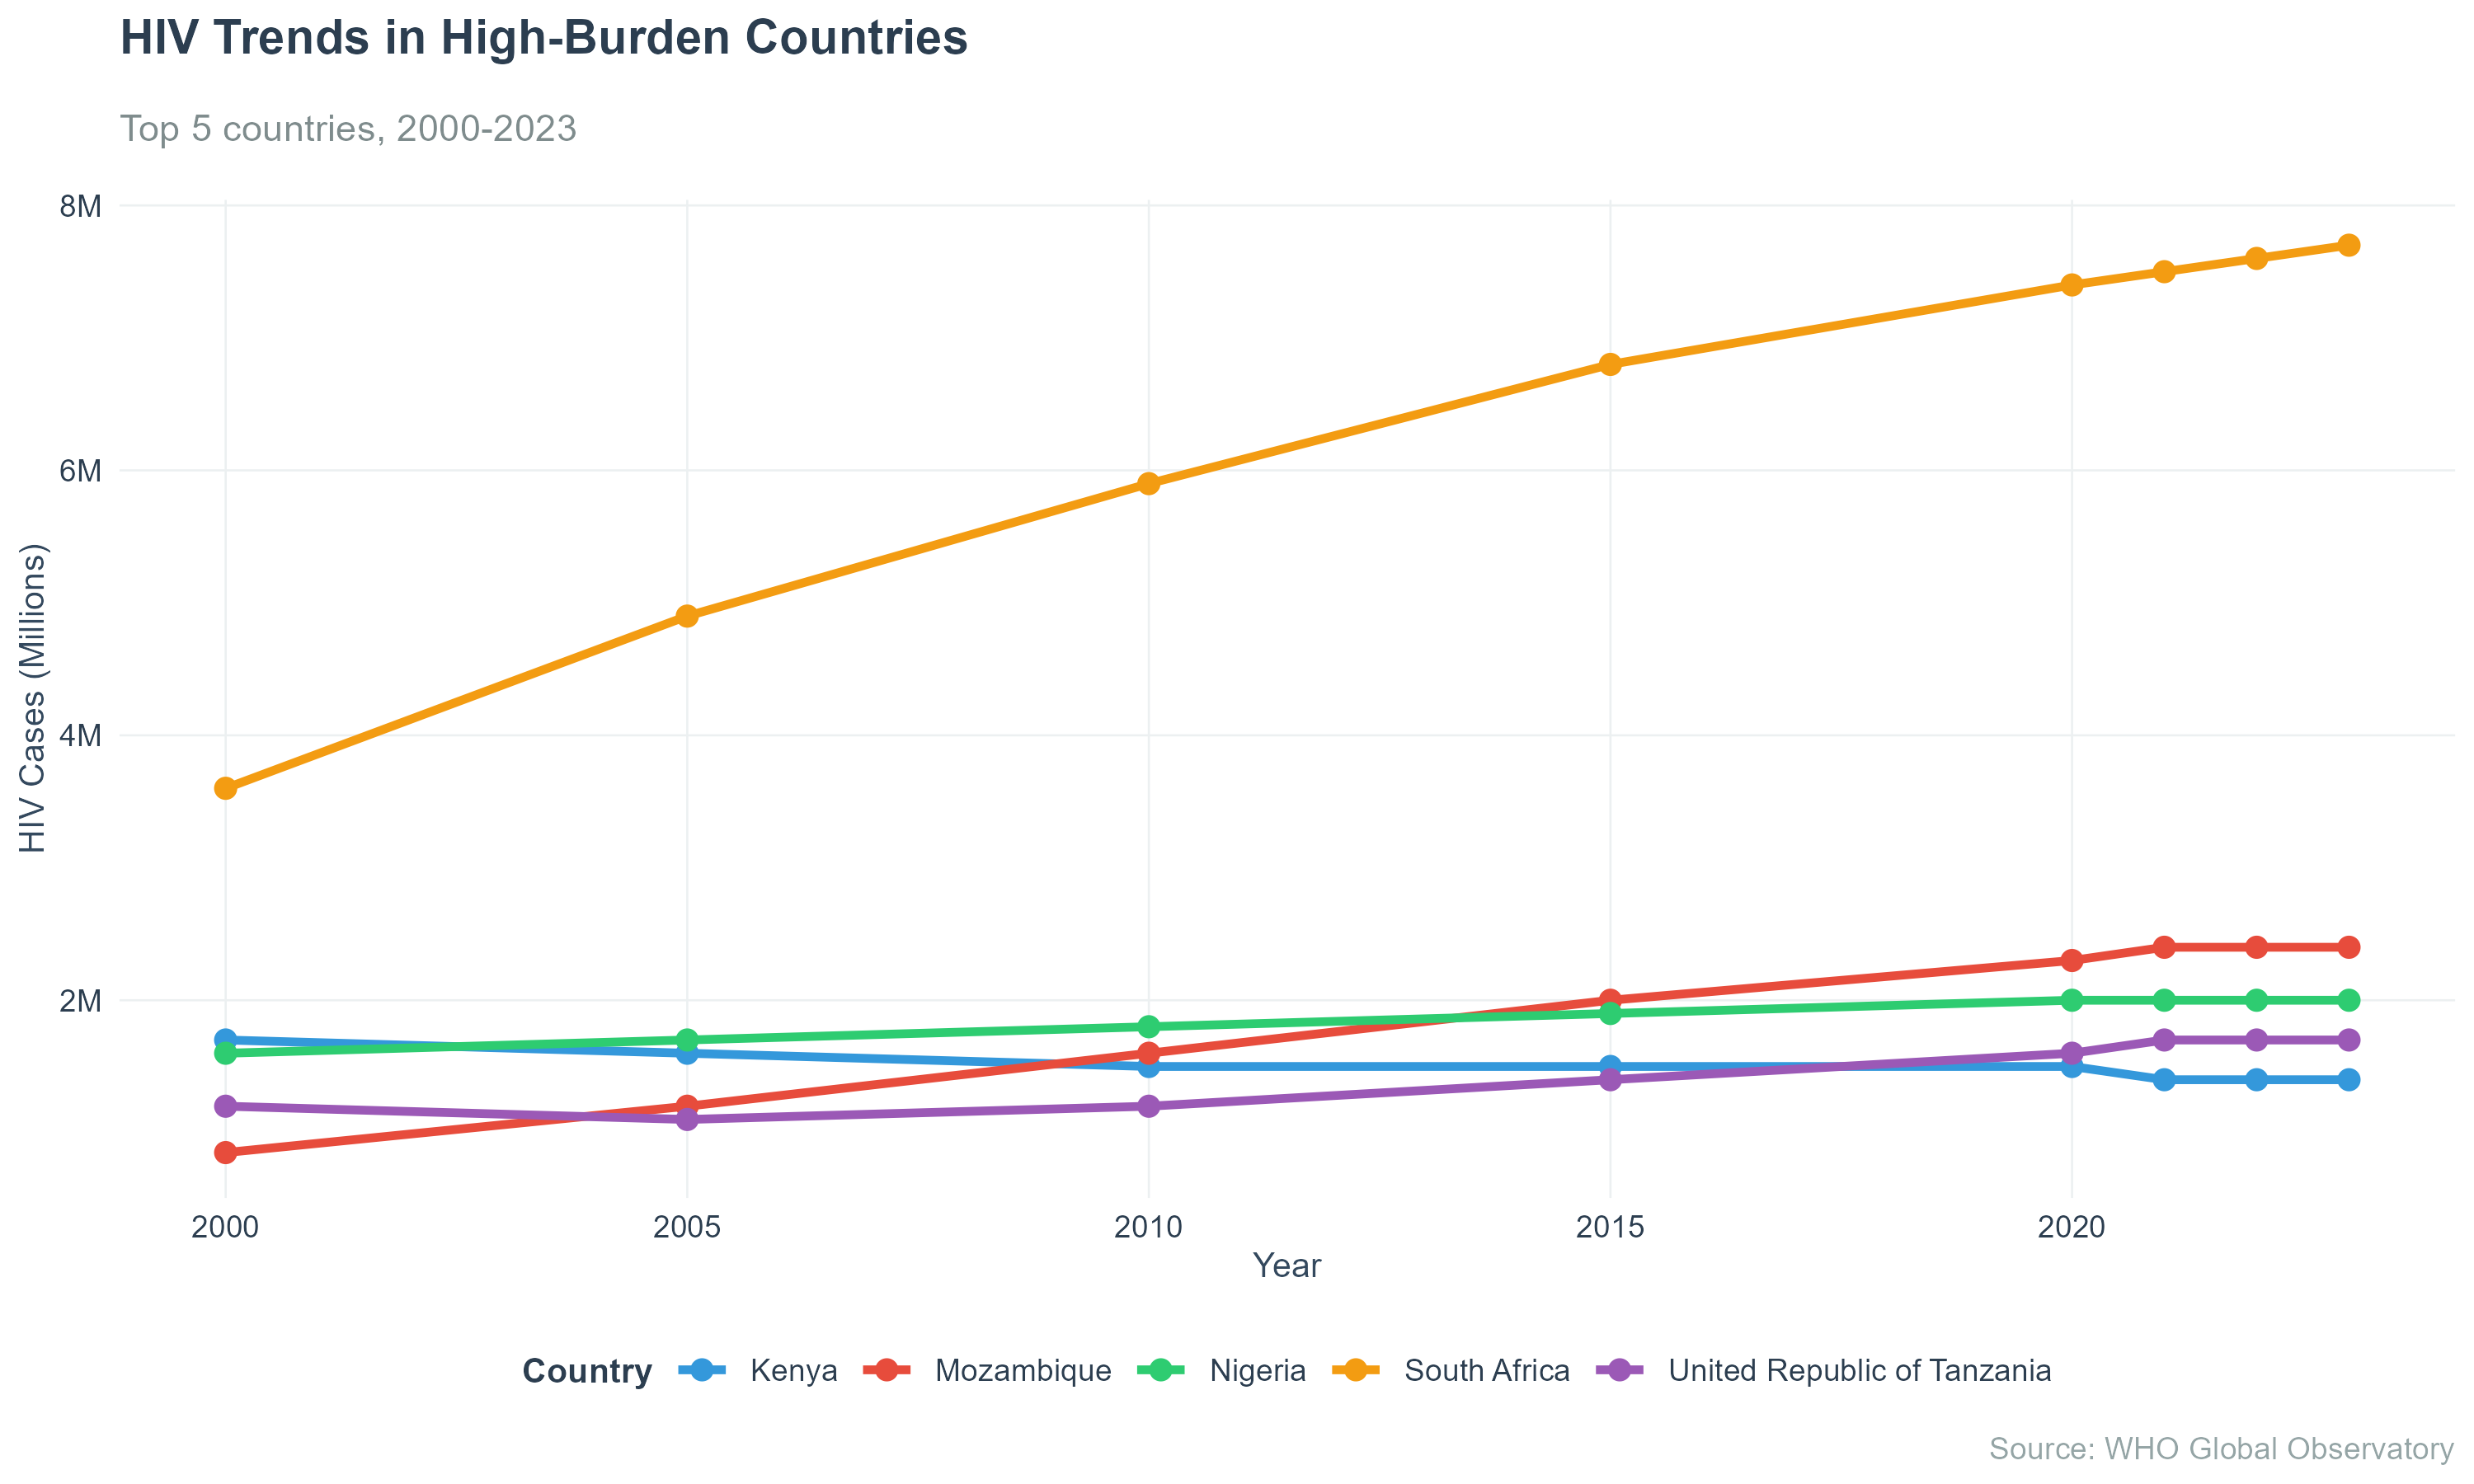 HIV Trends in High-Burden Countries
Top 5 countries, 2000-2023
8M
6M
4M
2M
HIV Cases (Millions)
2000 2005 2010 2015 2020
Year
Country Kenya Mozambique Nigeria South Africa United Republic of Tanzania
Source: WHO Global Observatory